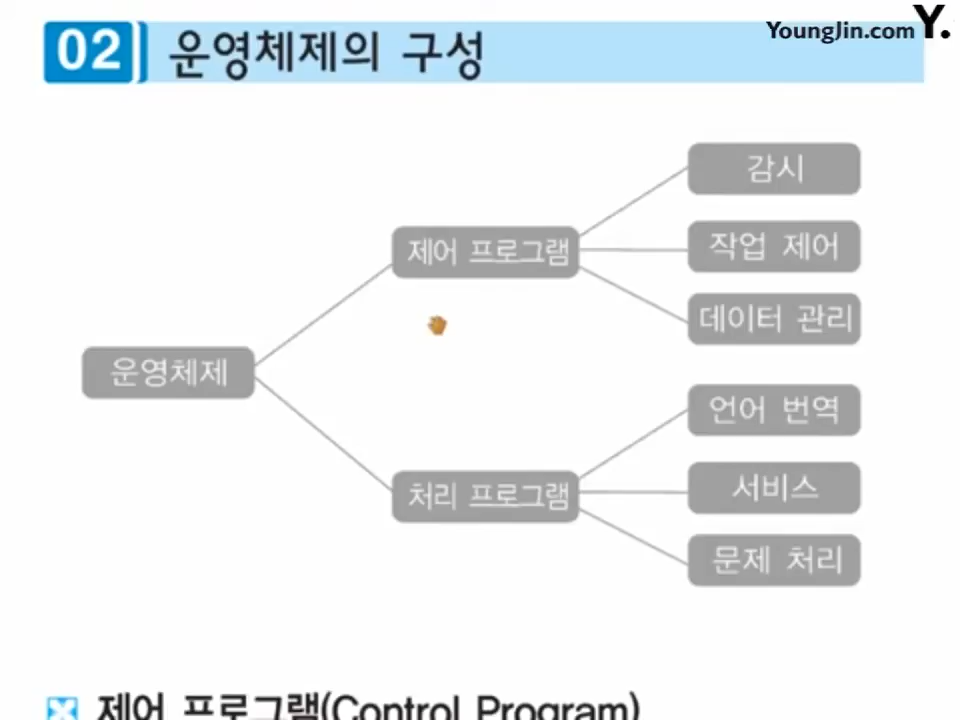 YoungJin.com Y.
02 운영체제의 구성
감시
제어 프로그램
작업 제어
데이터 관리
운영체제
언어 번역
처리 프로그램
서비스
문제 처리
제어 프로그램(Control Program)